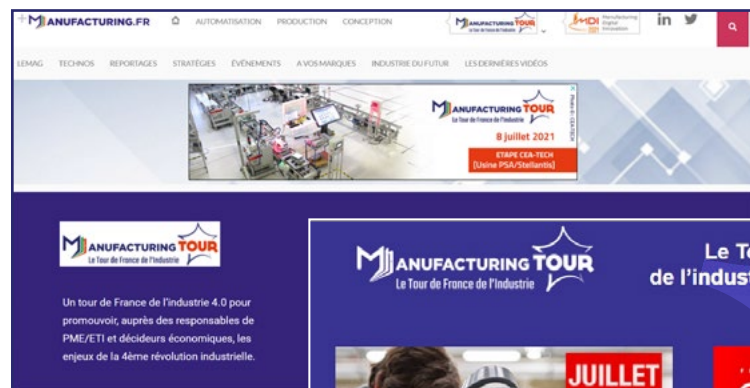 MANUFACTURING.FR
AUTOMATISATION PRODUCTION CONCEPTION
MANUFACTURING TOUR
Le Tour de France de l'Industrie
MDI Manufacturing Digital Innovation
in
LEMAG TECHNOS REPORTAGES STRATÉGIES ÉVÉNEMENTS A VOS MARQUES INDUSTRIE DU FUTUR LES DERNIÈRES VIDÉOS
MANUFACTURING TOUR
Le Tour de France de l'Industrie
8 juillet 2021
ETAPE CEA-TECH
[Usine PSA/Stellantis]
MANUFACTURING TOUR
Le Tour de France de l'Industrie
Un tour de France de l'industrie 4.0 pour
promouvoir, auprès des responsables de
PME/ETI et décideurs économiques, les
enjeux de la 4ème révolution industrielle.
MANUFACTURING TOUR
Le Tour de France de l'Industrie
Le To
de l'indust
JUILLET